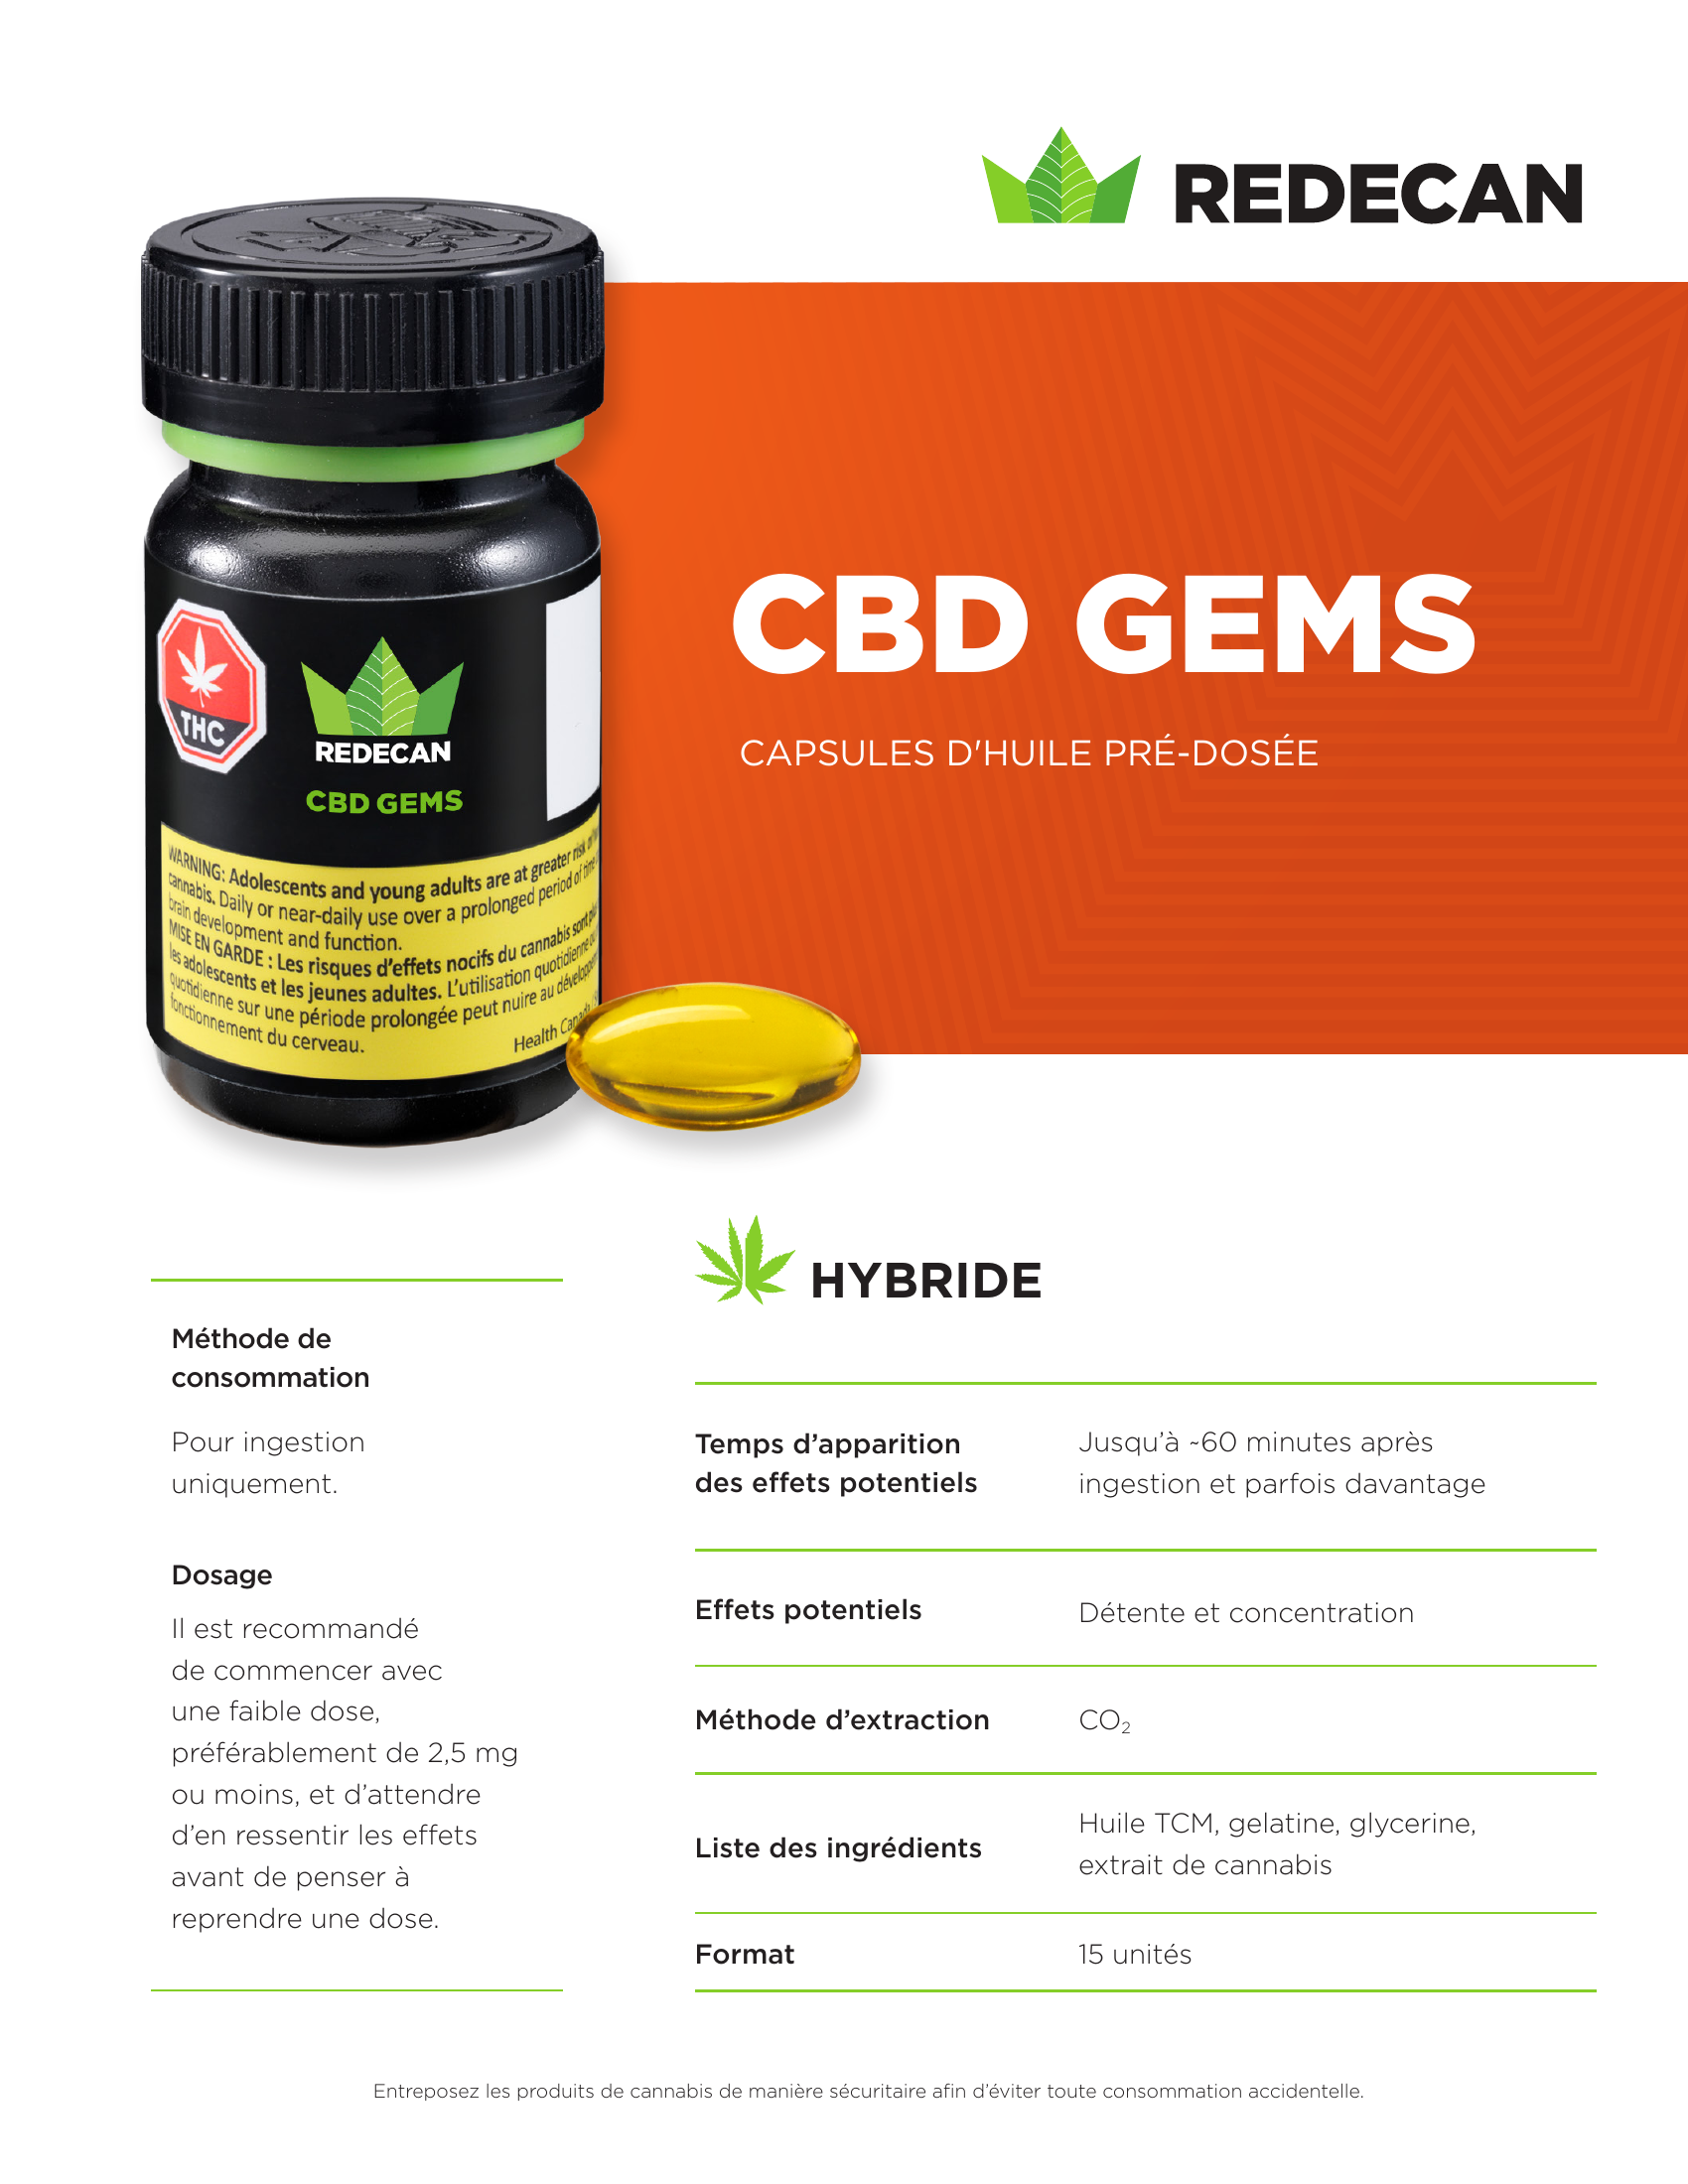 REDECAN
CBD GEMS
CAPSULES D'HUILE PRÉ-DOSÉE
THC
REDECAN
CBD GEMS
WARNING: Adolescents and young adults are at greater risk
cannabis. Daily or near-daily use over a prolonged period of time
brain development and function.
MISE EN GARDE : Les risques d'effets nocifs du cannabis sont
les adolescents et les jeunes adultes. L'utilisation quotidienne
quotidienne sur une période prolongée peut nuire au
fonctionnement du cerveau.
Health
HYBRIDE
Méthode de
consommation
Pour ingestion
uniquement.
Dosage
Il est recommandé
de commencer avec
une faible dose,
préférablement de 2,5 mg
ou moins, et d'attendre
d'en ressentir les effets
avant de penser à
reprendre une dose.
Temps d'apparition
des effets potentiels
Jusqu'à ~60 minutes après
ingestion et parfois davantage
Effets potentiels
Détente et concentration
Méthode d'extraction
CO₂
Liste des ingrédients
Huile TCM, gelatine, glycerine,
extrait de cannabis
Format
15 unités
Entreposez les produits de cannabis de manière sécuritaire afin d'éviter toute consommation accidentelle.